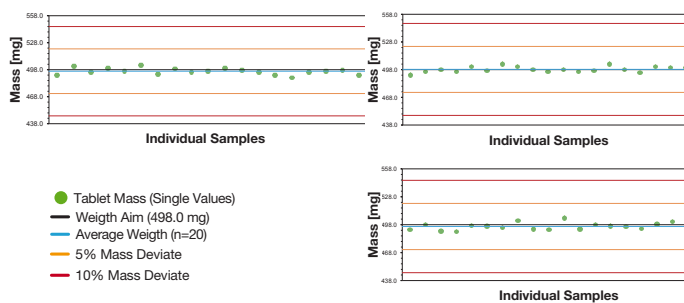 558.0
528.0
498.0
468.0
438.0
Mass [mg]
Individual Samples
558.0
528.0
498.0
468.0
438.0
Mass [mg]
Individual Samples
Tablet Mass (Single Values)
Weigth Aim (498.0 mg)
Average Weigth (n=20)
5% Mass Deviate
10% Mass Deviate
558.0
528.0
498.0
468.0
438.0
Mass [mg]
Individual Samples